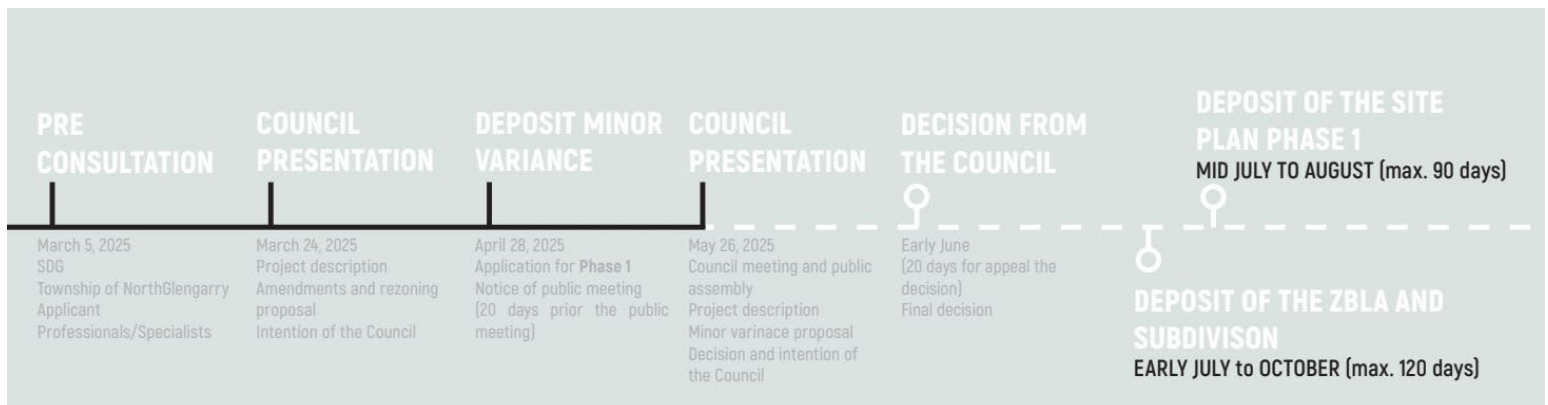 PRE
CONSULTATION
March 5, 2025
SDG
Township of NorthGlengarry
Applicant
Professionals/Specialists
COUNCIL
PRESENTATION
March 24, 2025
Project description
Amendments and rezoning
proposal
Intention of the Council
DEPOSIT MINOR
VARIANCE
April 28, 2025
Application for Phase 1
Notice of public meeting
(20 days prior the public
meeting)
COUNCIL
PRESENTATION
May 26, 2025
Council meeting and public
assembly
Project description
Minor varinace proposal
Decision and intention of
the Council
DECISION FROM
THE COUNCIL
Early June
(20 days for appeal the
decision)
Final decision
DEPOSIT OF THE SITE
PLAN PHASE 1
MID JULY TO AUGUST (max. 90 days)
DEPOSIT OF THE ZBLA AND
SUBDIVISON
EARLY JULY to OCTOBER (max. 120 days)